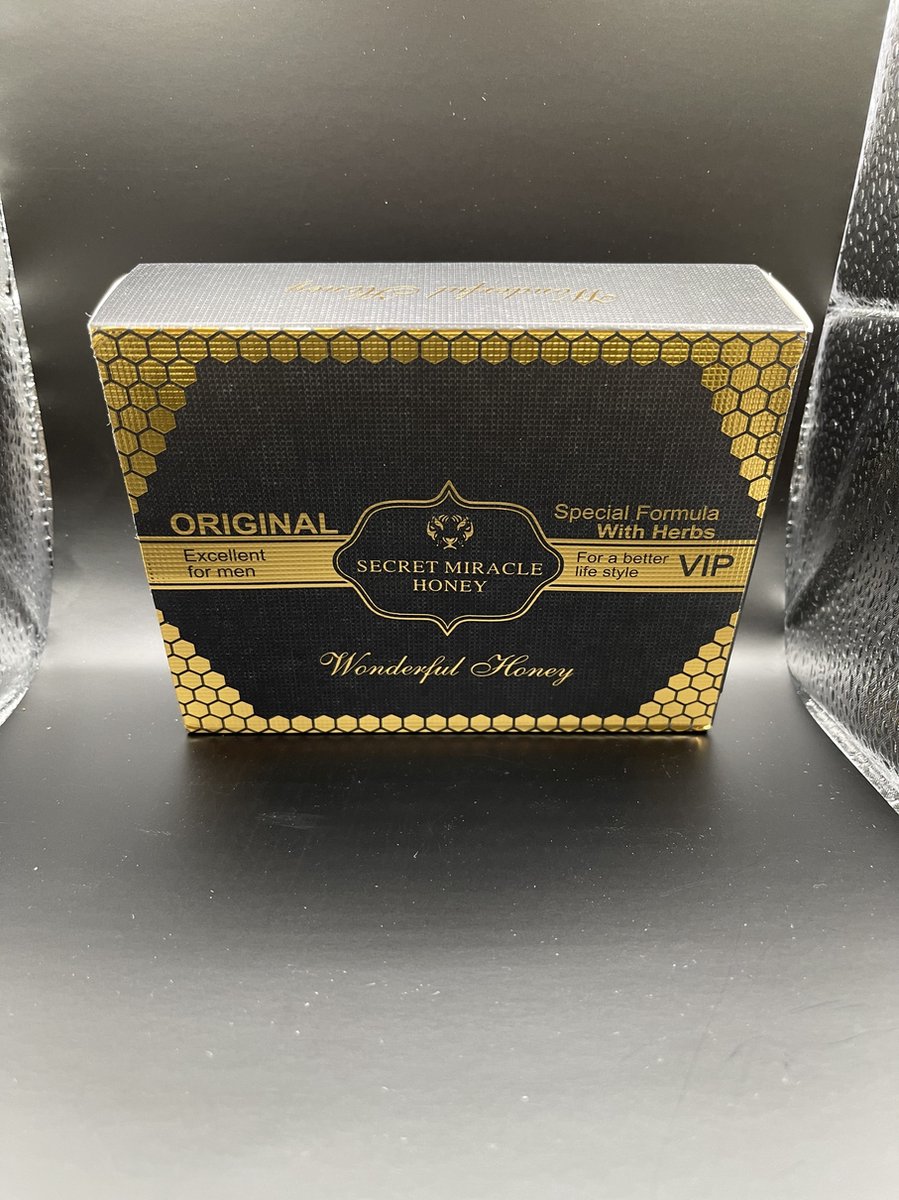 Wonderful Honey
ORIGINAL
Excellent
for men
SECRET MIRACLE
HONEY
Special Formula
With Herbs
For a better
life style
VIP
Wonderful Honey